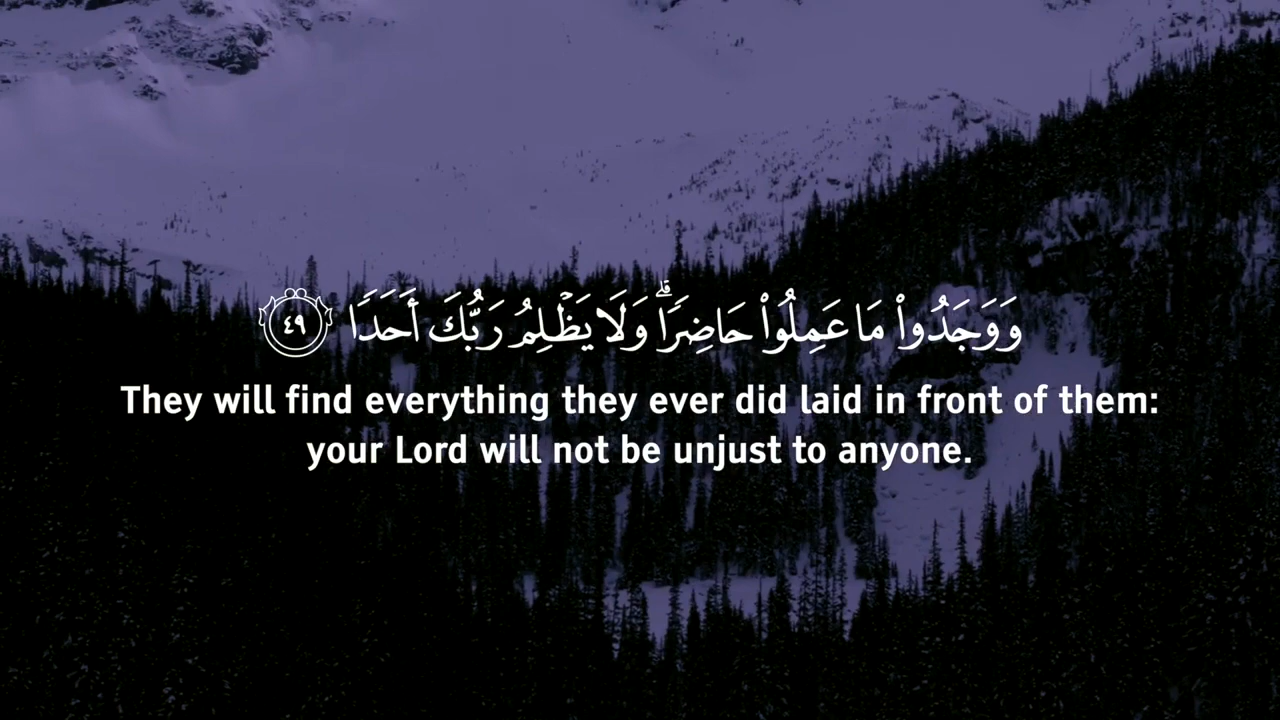 وَوَجَدُوا۟ مَا عَمِلُوا۟ حَاضِرًا ۗ وَلَا يَظْلِمُ رَبُّكَ أَحَدًا ٤٩
They will find everything they ever did laid in front of them:
your Lord will not be unjust to anyone.